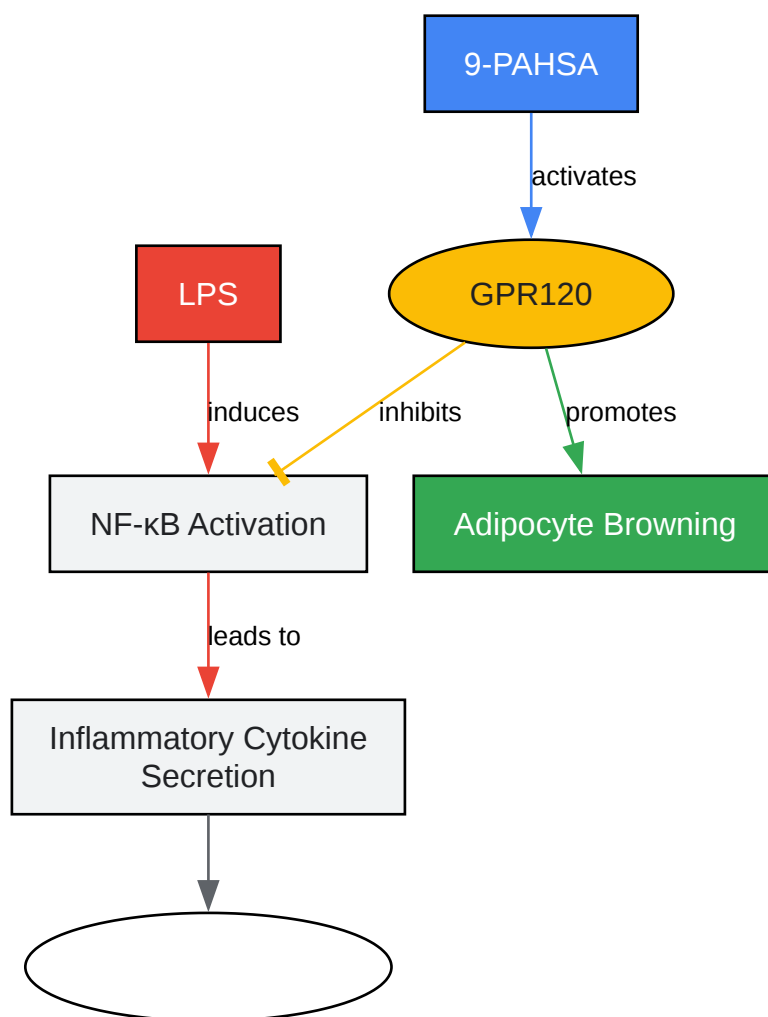 9-PAHSA
activates
LPS
GPR120
induces
inhibits
promotes
NF-κB Activation
Adipocyte Browning
leads to
Inflammatory Cytokine
Secretion